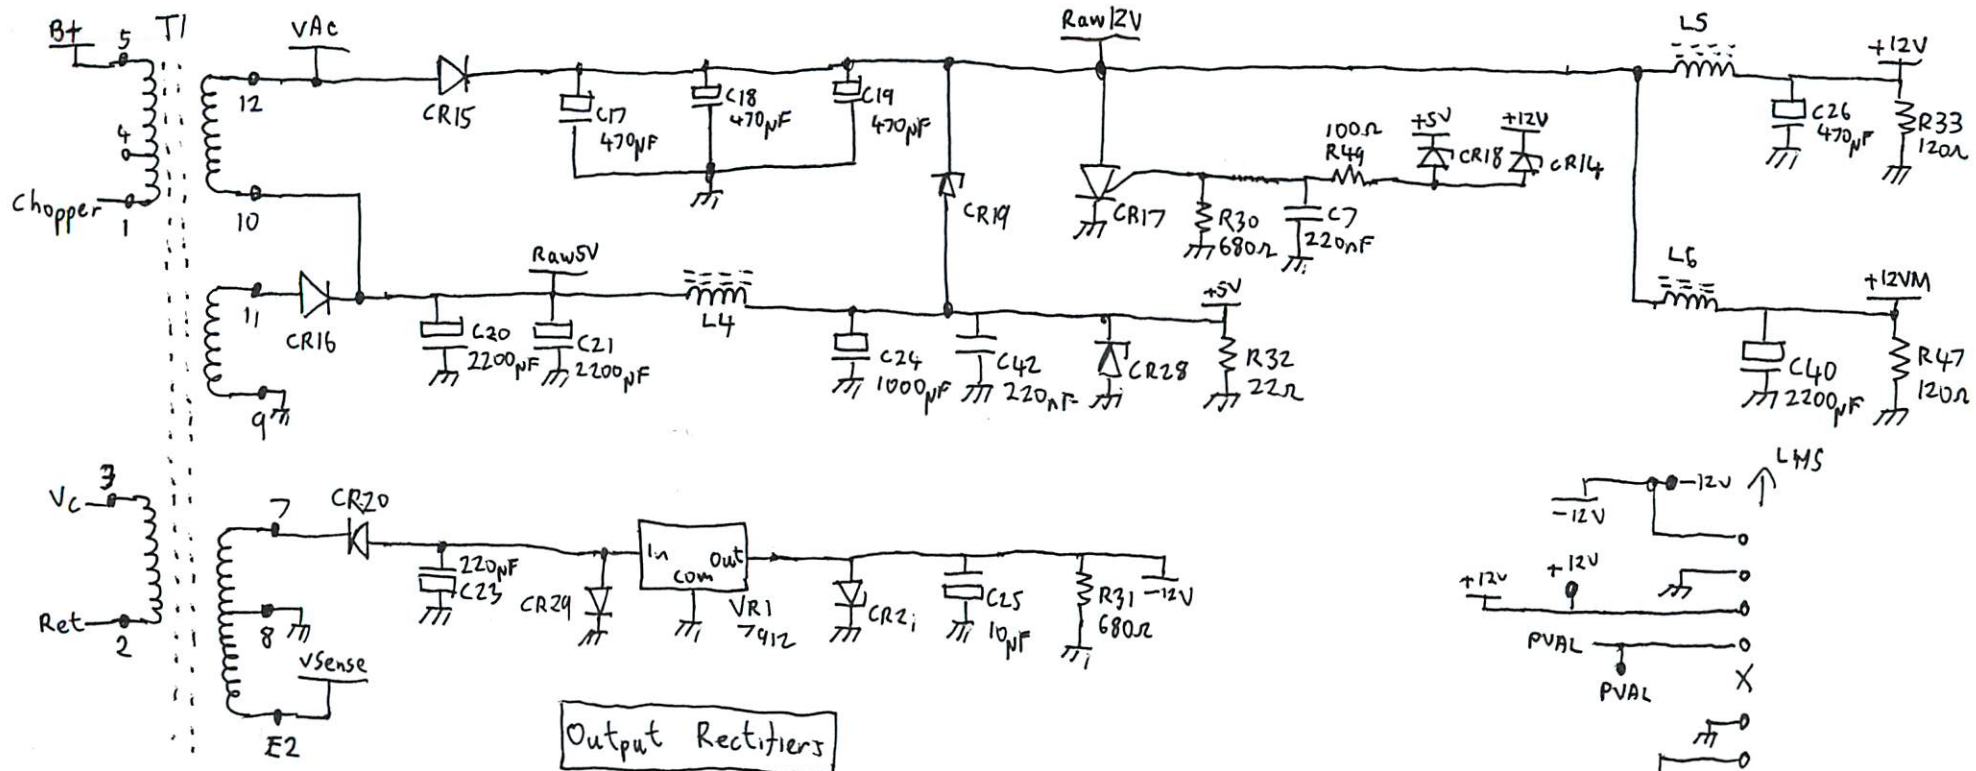 B+
5
T1
vAc
12
CR15
C17
470µF
C18
470µF
C19
470µF
Raw12V
L5
+12V
C26
470µF
R33
120Ω
4
Chopper
1
10
CR19
CR17
R30
680Ω
C7
220nF
100Ω
R49
+5V
CR18
+12V
CR14
11
CR16
C20
2200µF
Raw5V
C21
2200µF
L4
C24
1000µF
C42
220nF
CR28
+5V
R32
22Ω
L6
+12VM
C40
2200µF
R47
120Ω
9
Vc
3
Ret
2
7
CR20
220µF
C23
CR29
In
Out
Com
VR1
7912
CR21
C25
10µF
R31
680Ω
-12V
8
vSense
E2
Output Rectifiers
LMS
-12V
-12V
+12V
+12V
PVAL
PVAL
X